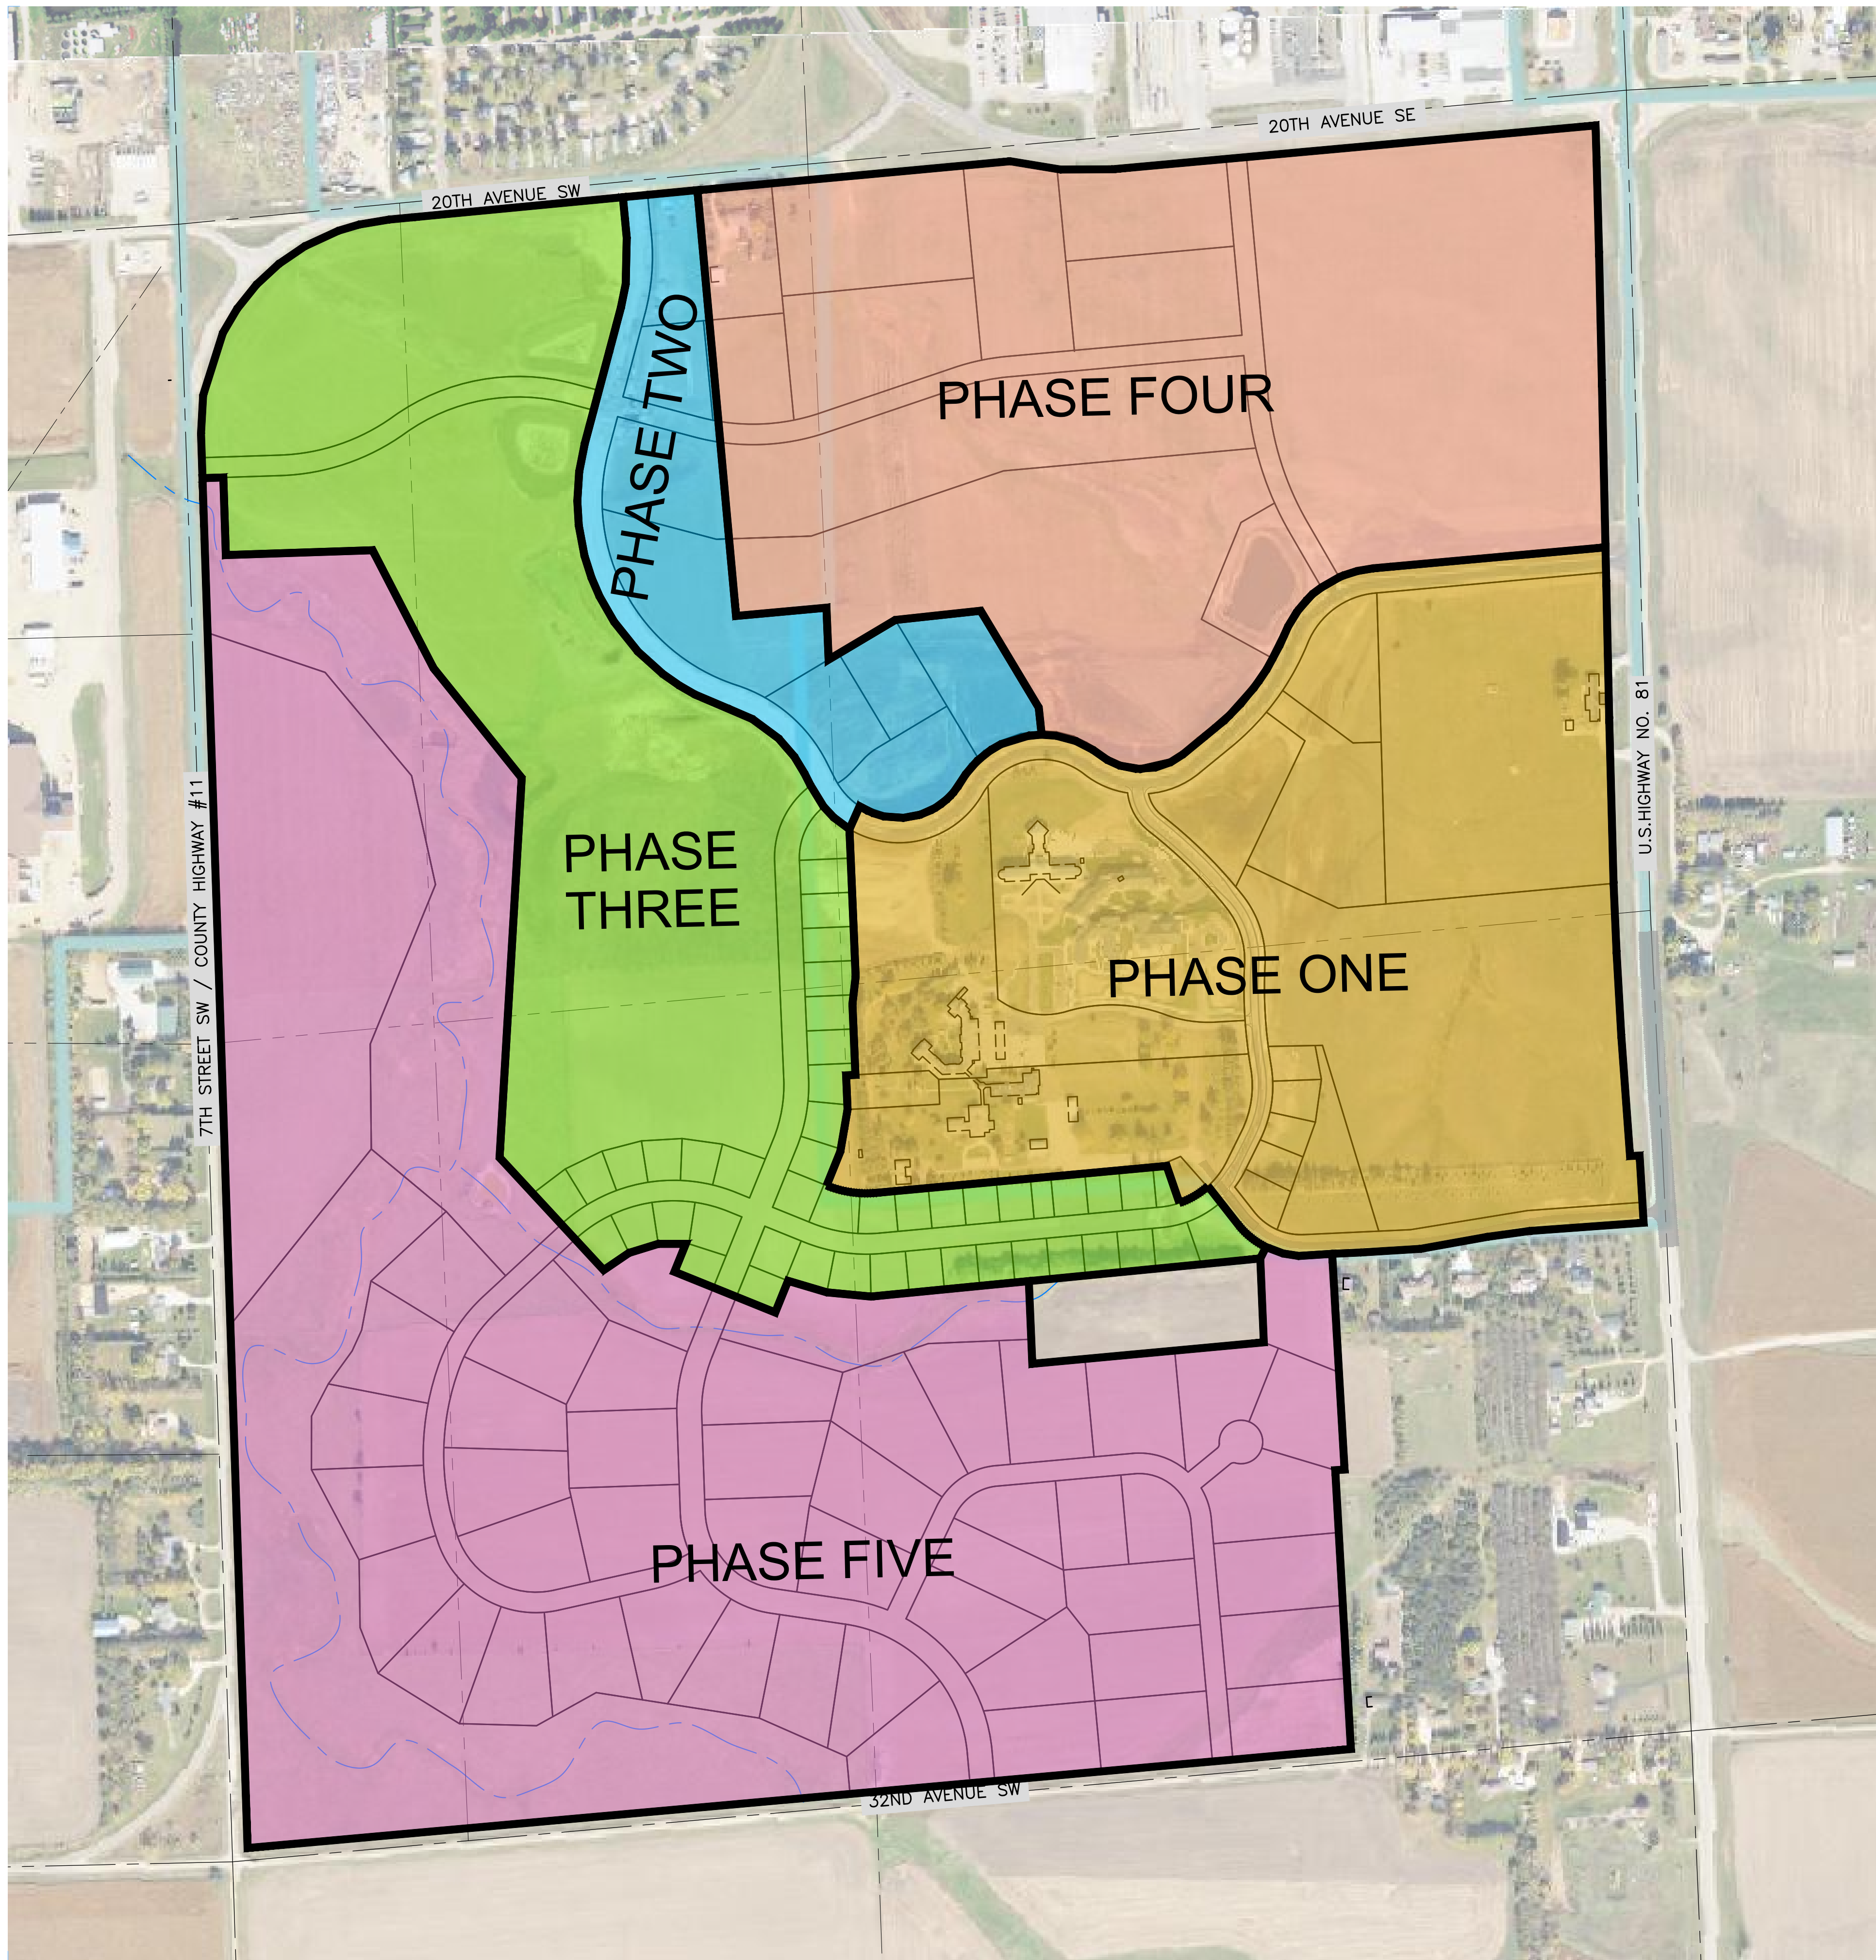 20TH AVENUE SE
20TH AVENUE SW
PHASE TWO
PHASE FOUR
U.S.HIGHWAY NO. 81
7TH STREET SW / COUNTY HIGHWAY #11
PHASE
THREE
PHASE ONE
PHASE FIVE
32ND AVENUE SW